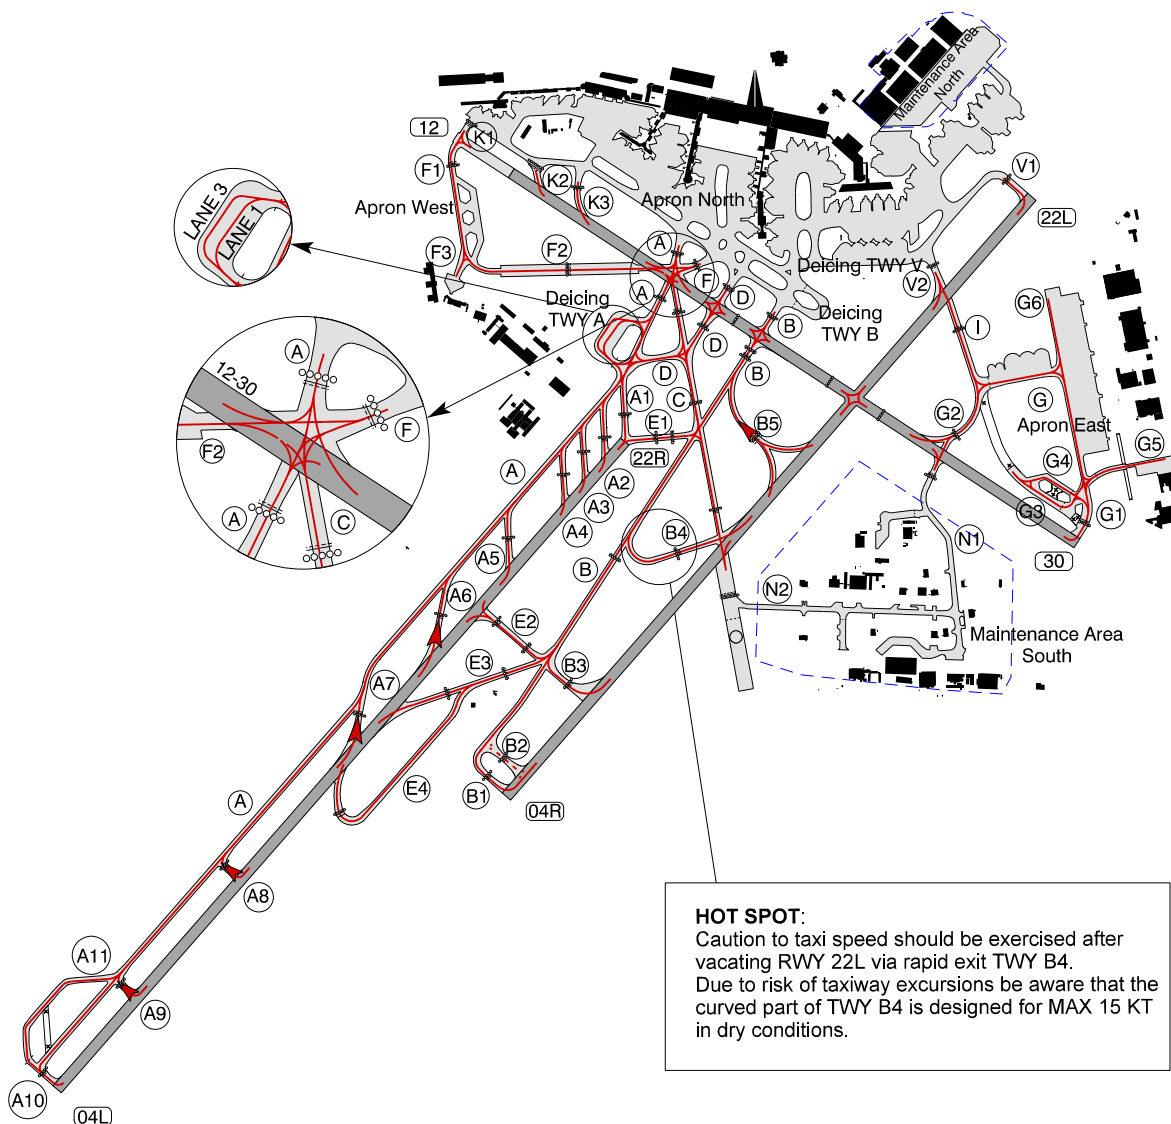 Maintenance Area
North
12
K1
F1
K2
K3
V1
22L
LANE 3
LANE 1
Apron West
Apron North
F3
F2
A
F
Deicing TWY V
V2
A
D
Deicing
TWY A
B
Deicing
TWY B
G6
I
D
A
12-30
F
F2
A
C
D
B
A1
C
E1
B5
22R
G2
G
Apron East
G5
G4
A
A2
A3
A4
G3
G1
A5
B
B4
N1
30
A6
N2
E2
Maintenance Area
South
E3
B3
A7
B2
E4
B1
04R
A
A8
A11
A9
A10
04L
HOT SPOT:
Caution to taxi speed should be exercised after
vacating RWY 22L via rapid exit TWY B4.
Due to risk of taxiway excursions be aware that the
curved part of TWY B4 is designed for MAX 15 KT
in dry conditions.